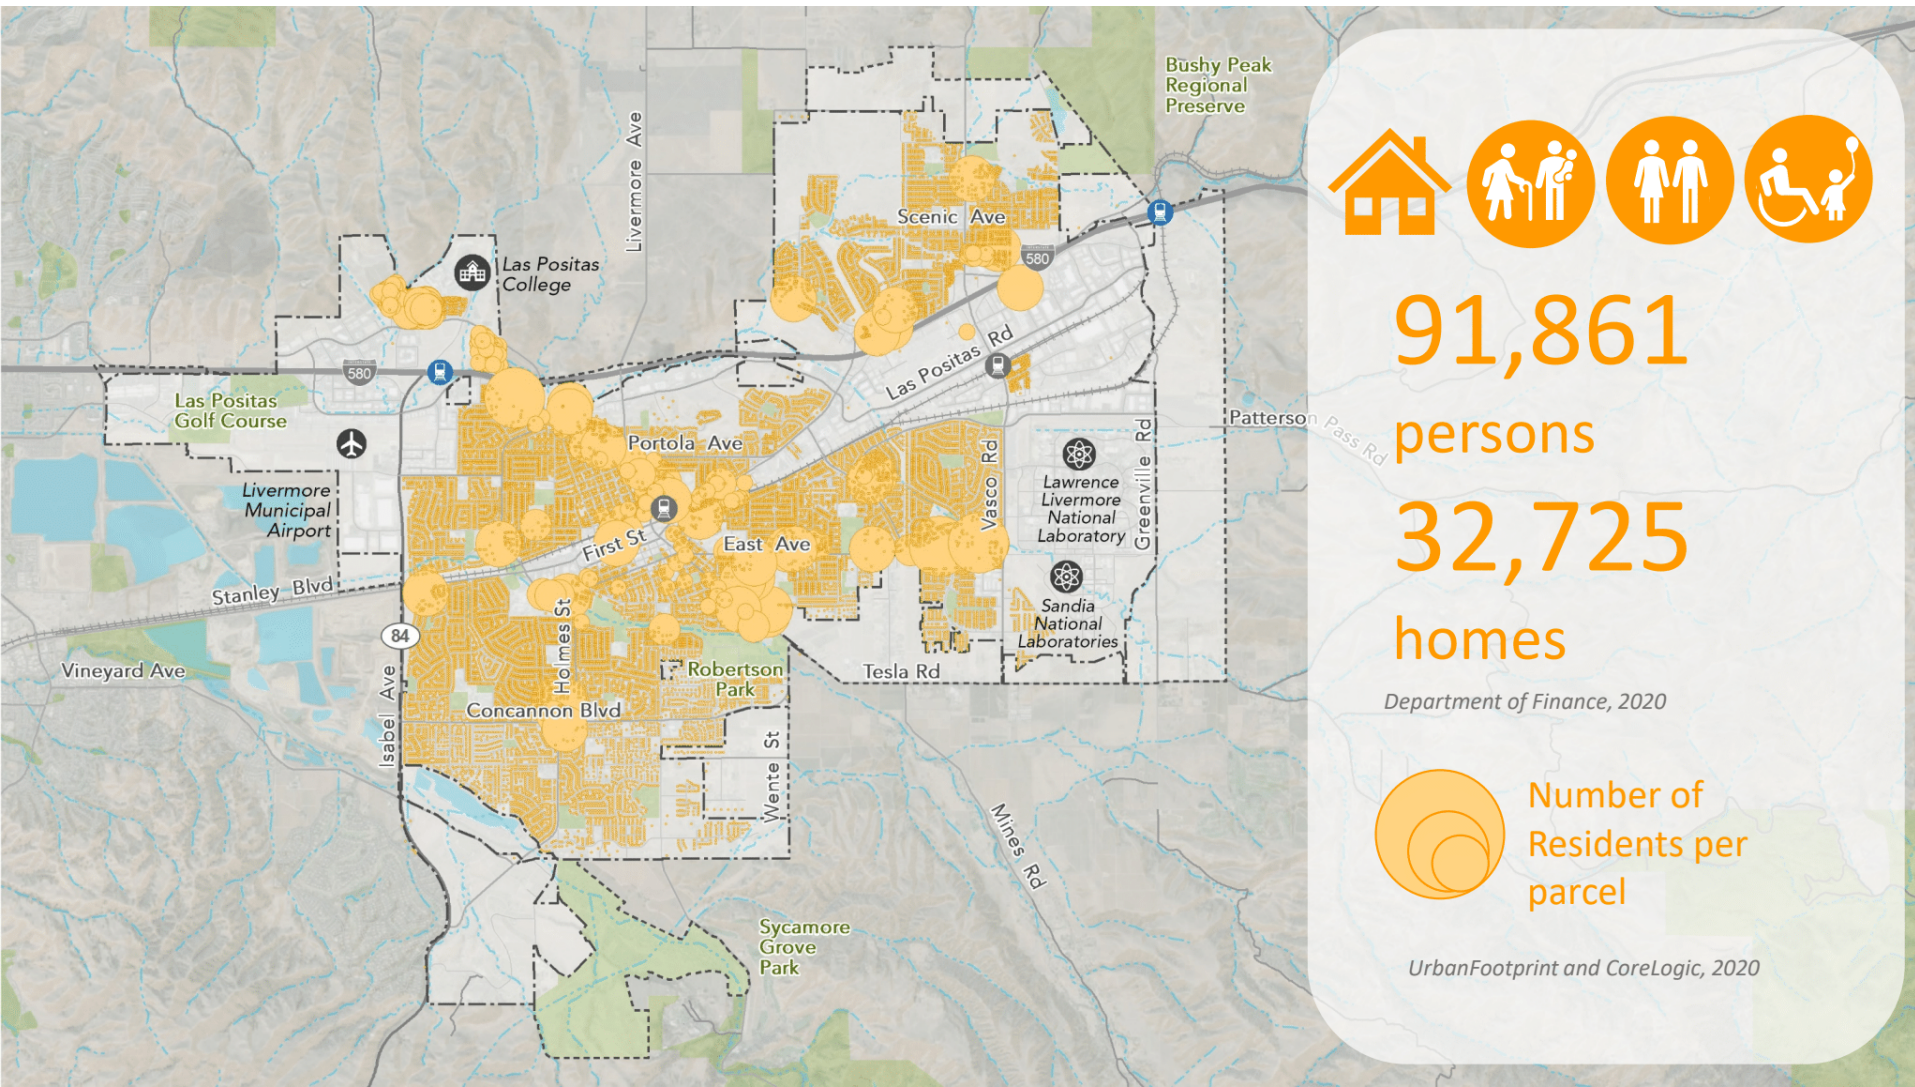 Bushy Peak
Regional
Preserve
Livermore Ave
Scenic Ave
580
Las Positas
College
580
Las Positas Rd
Las Positas
Golf Course
Portola Ave
Patterson Pass Rd
Vasco Rd
Greenville Rd
Lawrence
Livermore
National
Laboratory
Livermore
Municipal
Airport
First St
East Ave
Stanley Blvd
Sandia
National
Laboratories
84
Holmes St
Vineyard Ave
Isabel Ave
Robertson
Park
Tesla Rd
Concannon Blvd
Wente St
Mines Rd
Sycamore
Grove
Park
91,861
persons
32,725
homes
Department of Finance, 2020
Number of
Residents per
parcel
UrbanFootprint and CoreLogic, 2020